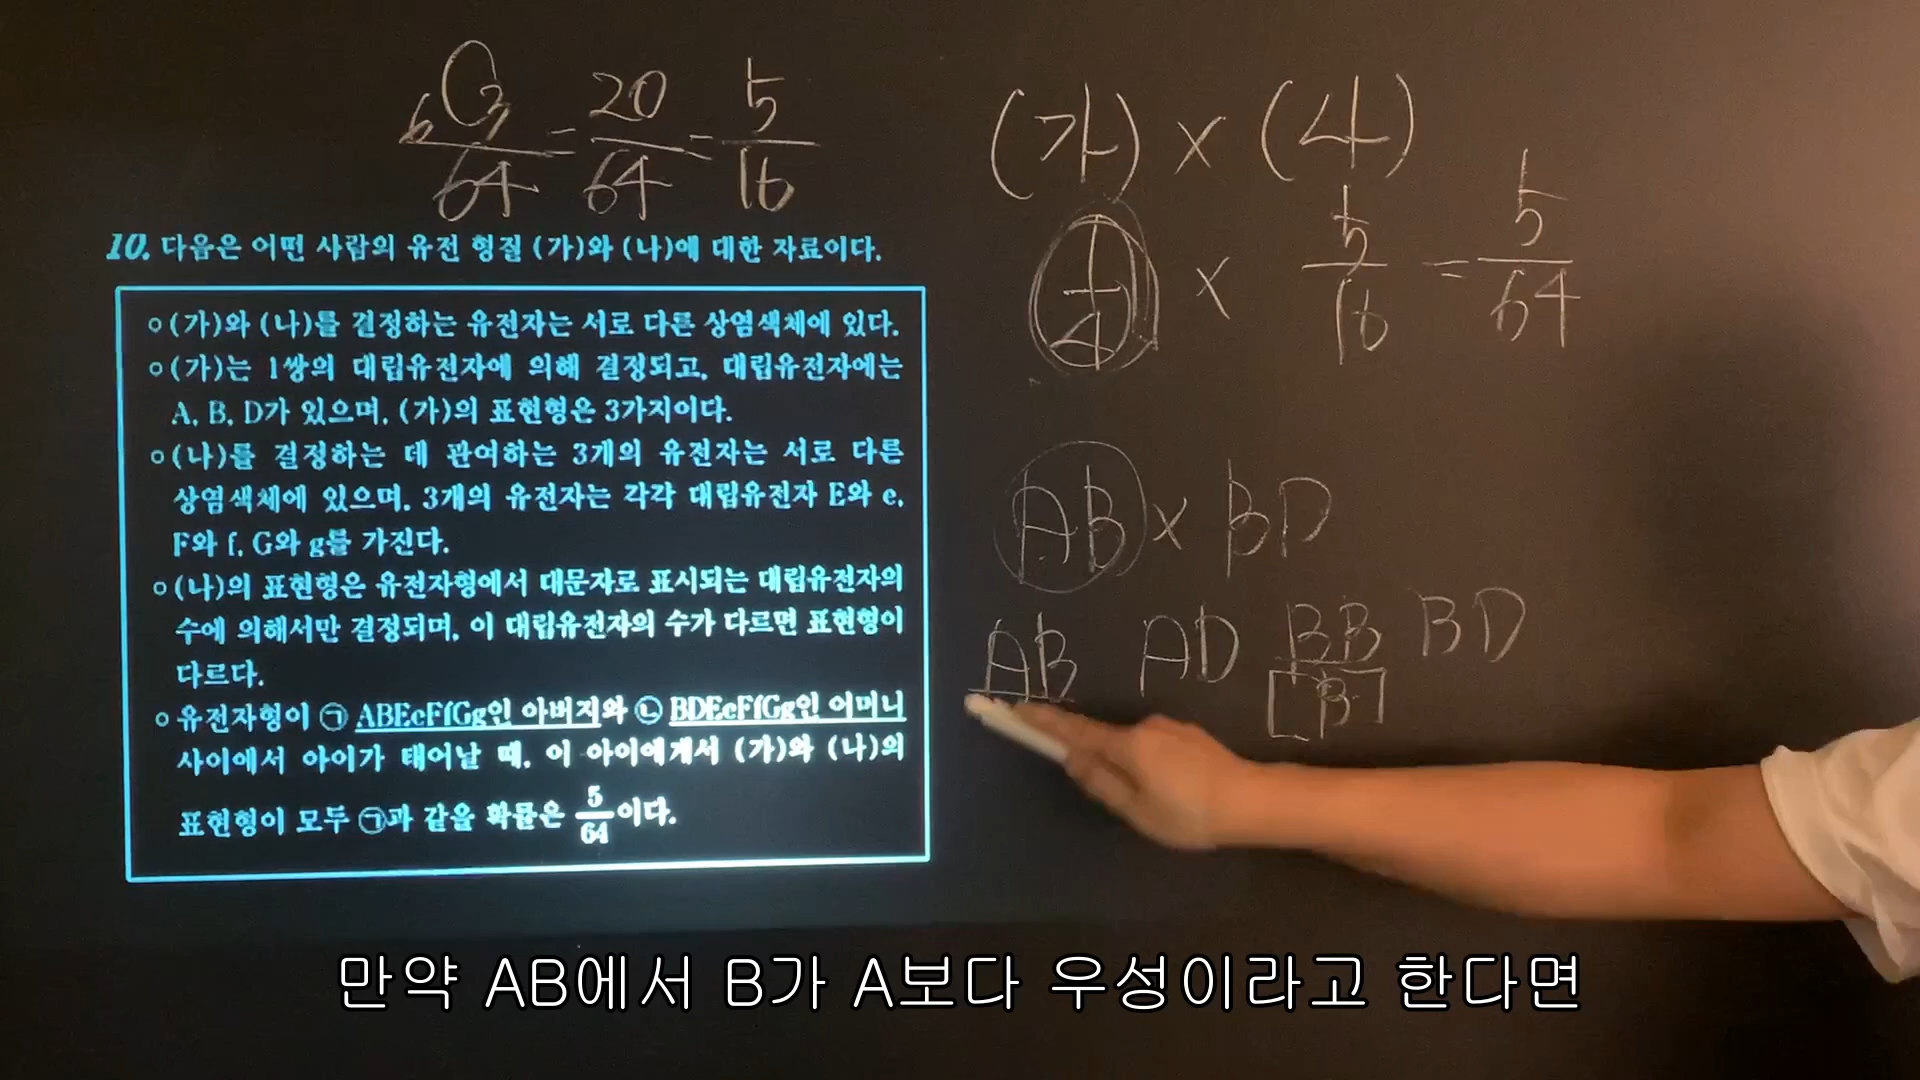 6C3/64 = 20/64 = 5/16
10. 다음은 어떤 사람의 유전 형질 (가)와 (나)에 대한 자료이다.
○ (가)와 (나)를 결정하는 유전자는 서로 다른 상염색체에 있다.
○ (가)는 1쌍의 대립유전자에 의해 결정되고, 대립유전자에는
A, B, D가 있으며, (가)의 표현형은 3가지이다.
○ (나)를 결정하는 데 관여하는 3개의 유전자는 서로 다른
상염색체에 있으며, 3개의 유전자는 각각 대립유전자 E와 e,
F와 f, G와 g를 가진다.
○ (나)의 표현형은 유전자형에서 대문자로 표시되는 대립유전자의
수에 의해서만 결정되며, 이 대립유전자의 수가 다르면 표현형이
다르다.
○ 유전자형이 ㉠ ABEeFfGg인 아버지와 ㉡ BDEeFfGg인 어머니
사이에서 아이가 태어날 때, 이 아이에게서 (가)와 (나)의
표현형이 모두 ㉠과 같을 확률은 5/64이다.
(가) × (나)
1/4 × 5/16 = 5/64
AB × BD
AB AD BB BD
[B]
만약 AB에서 B가 A보다 우성이라고 한다면